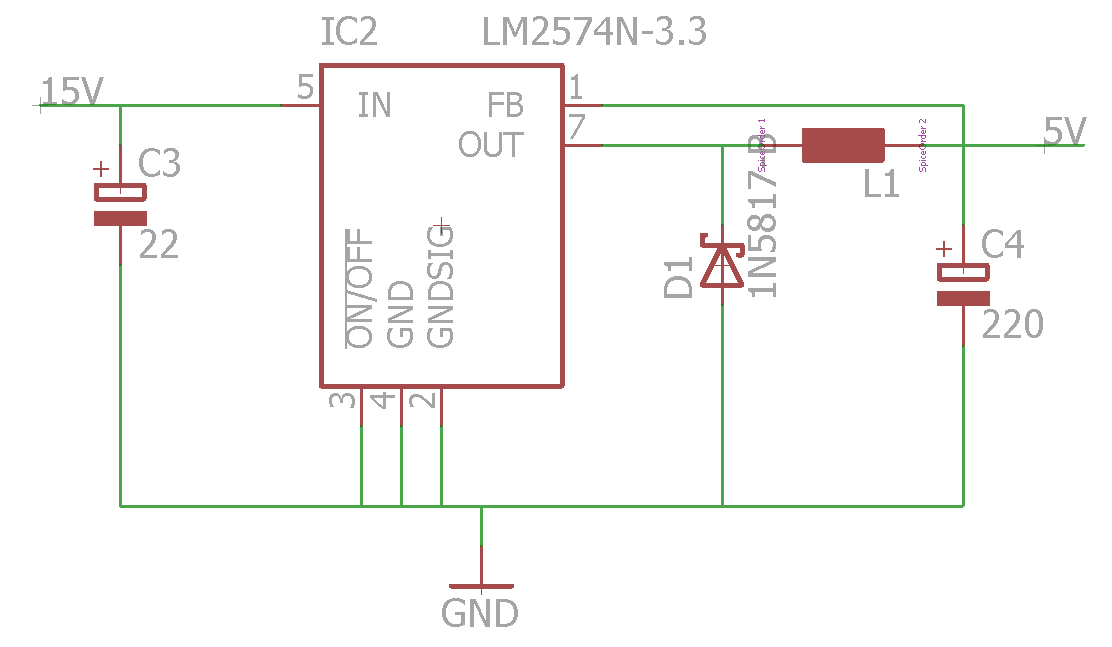 IC2 LM2574N-3.3
15V
5
IN
FB
1
OUT
7
SpiceOrder 1
SpiceOrder 2
5V
+
C3
22
L1
1N5817-B
D1
+
C4
220
ON/OFF
GND
GNDSIG
3
4
2
GND